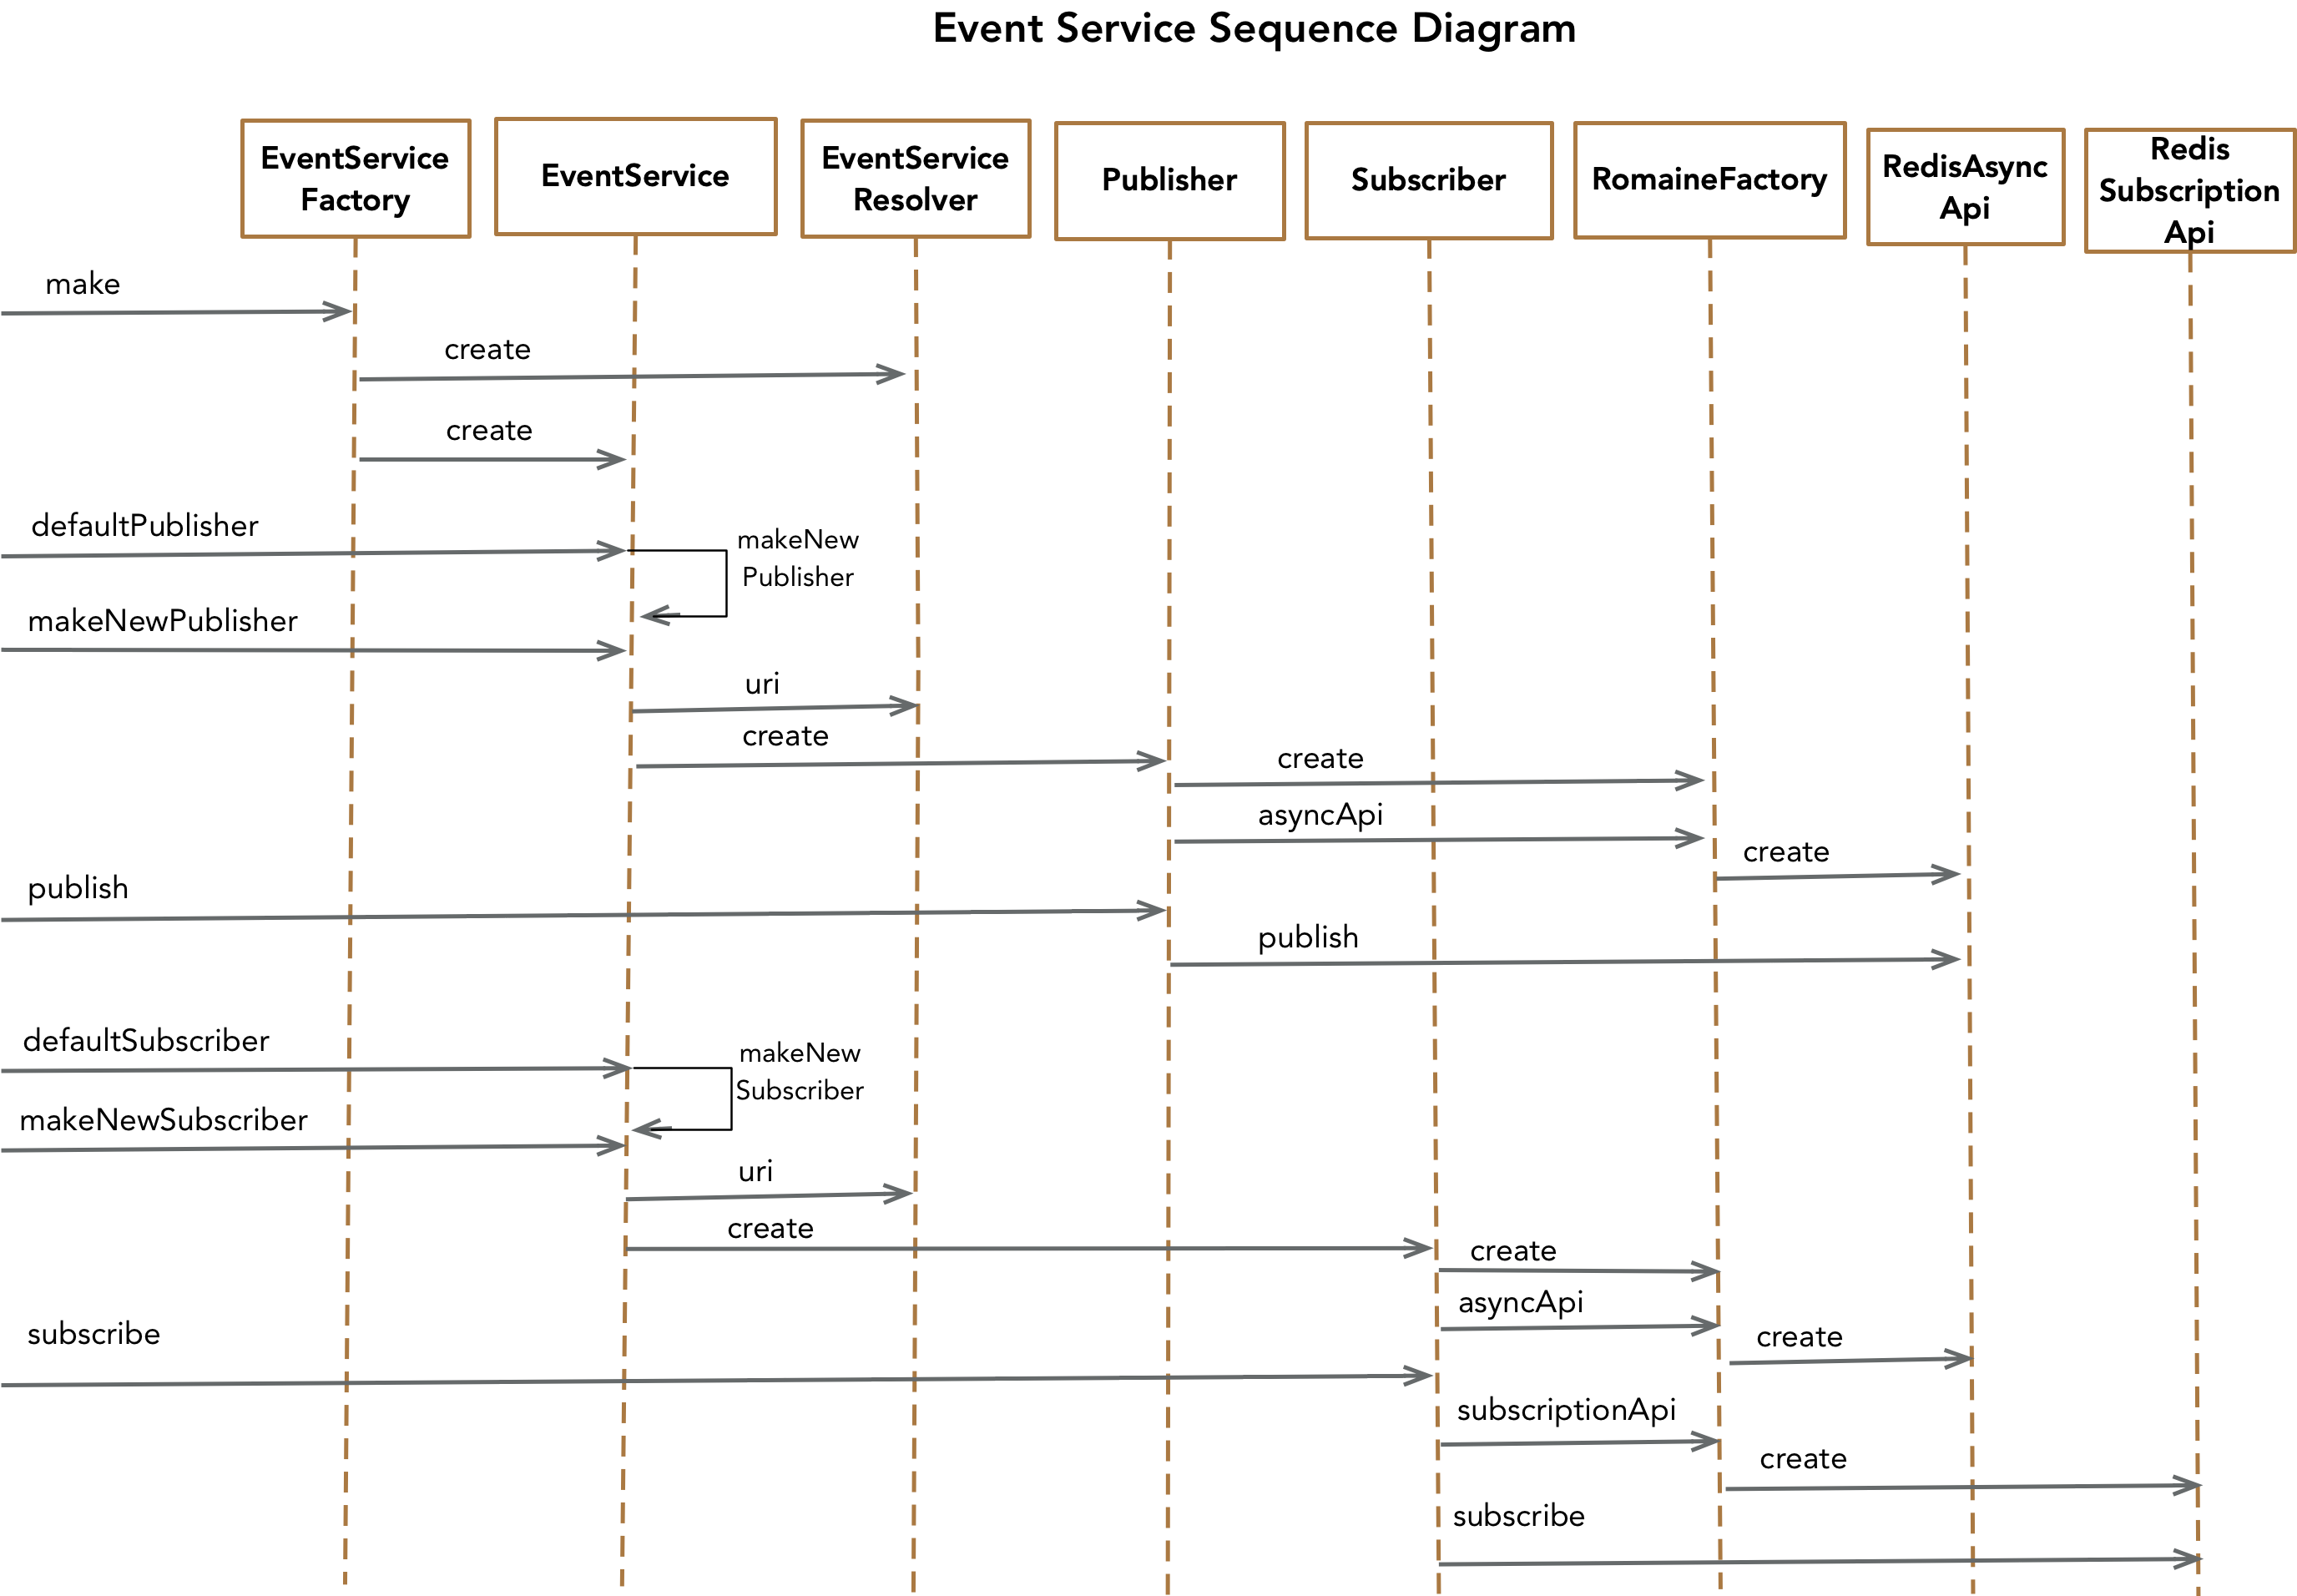 Event Service Sequence Diagram
EventService
Factory
EventService
EventService
Resolver
Publisher
Subscriber
RomaineFactory
RedisAsync
Api
Redis
Subscription
Api
make
create
create
defaultPublisher
makeNew
Publisher
makeNewPublisher
uri
create
create
asyncApi
create
publish
publish
defaultSubscriber
makeNew
Subscriber
makeNewSubscriber
uri
create
create
asyncApi
subscribe
create
subscriptionApi
create
subscribe